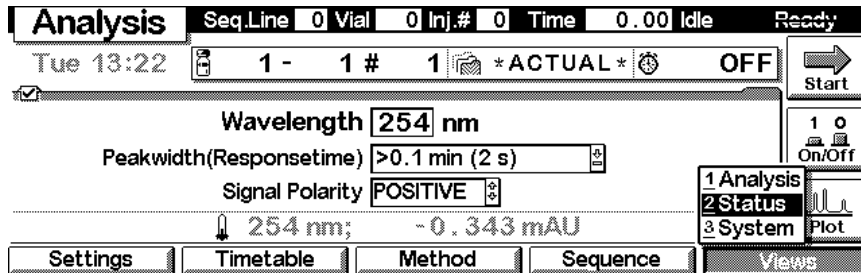 Analysis Seq.Line 0 Vial 0 Inj.# 0 Time 0.00 Idle Ready
Tue 13:22 1 - 1 # 1 *ACTUAL* OFF
Start
Wavelength 254 nm
1 0
On/Off
Peakwidth(Responsetime) >0.1 min (2 s)
Signal Polarity POSITIVE
1 Analysis
2 Status
3 System
Plot
254 nm; -0.343 mAU
Settings Timetable Method Sequence Views